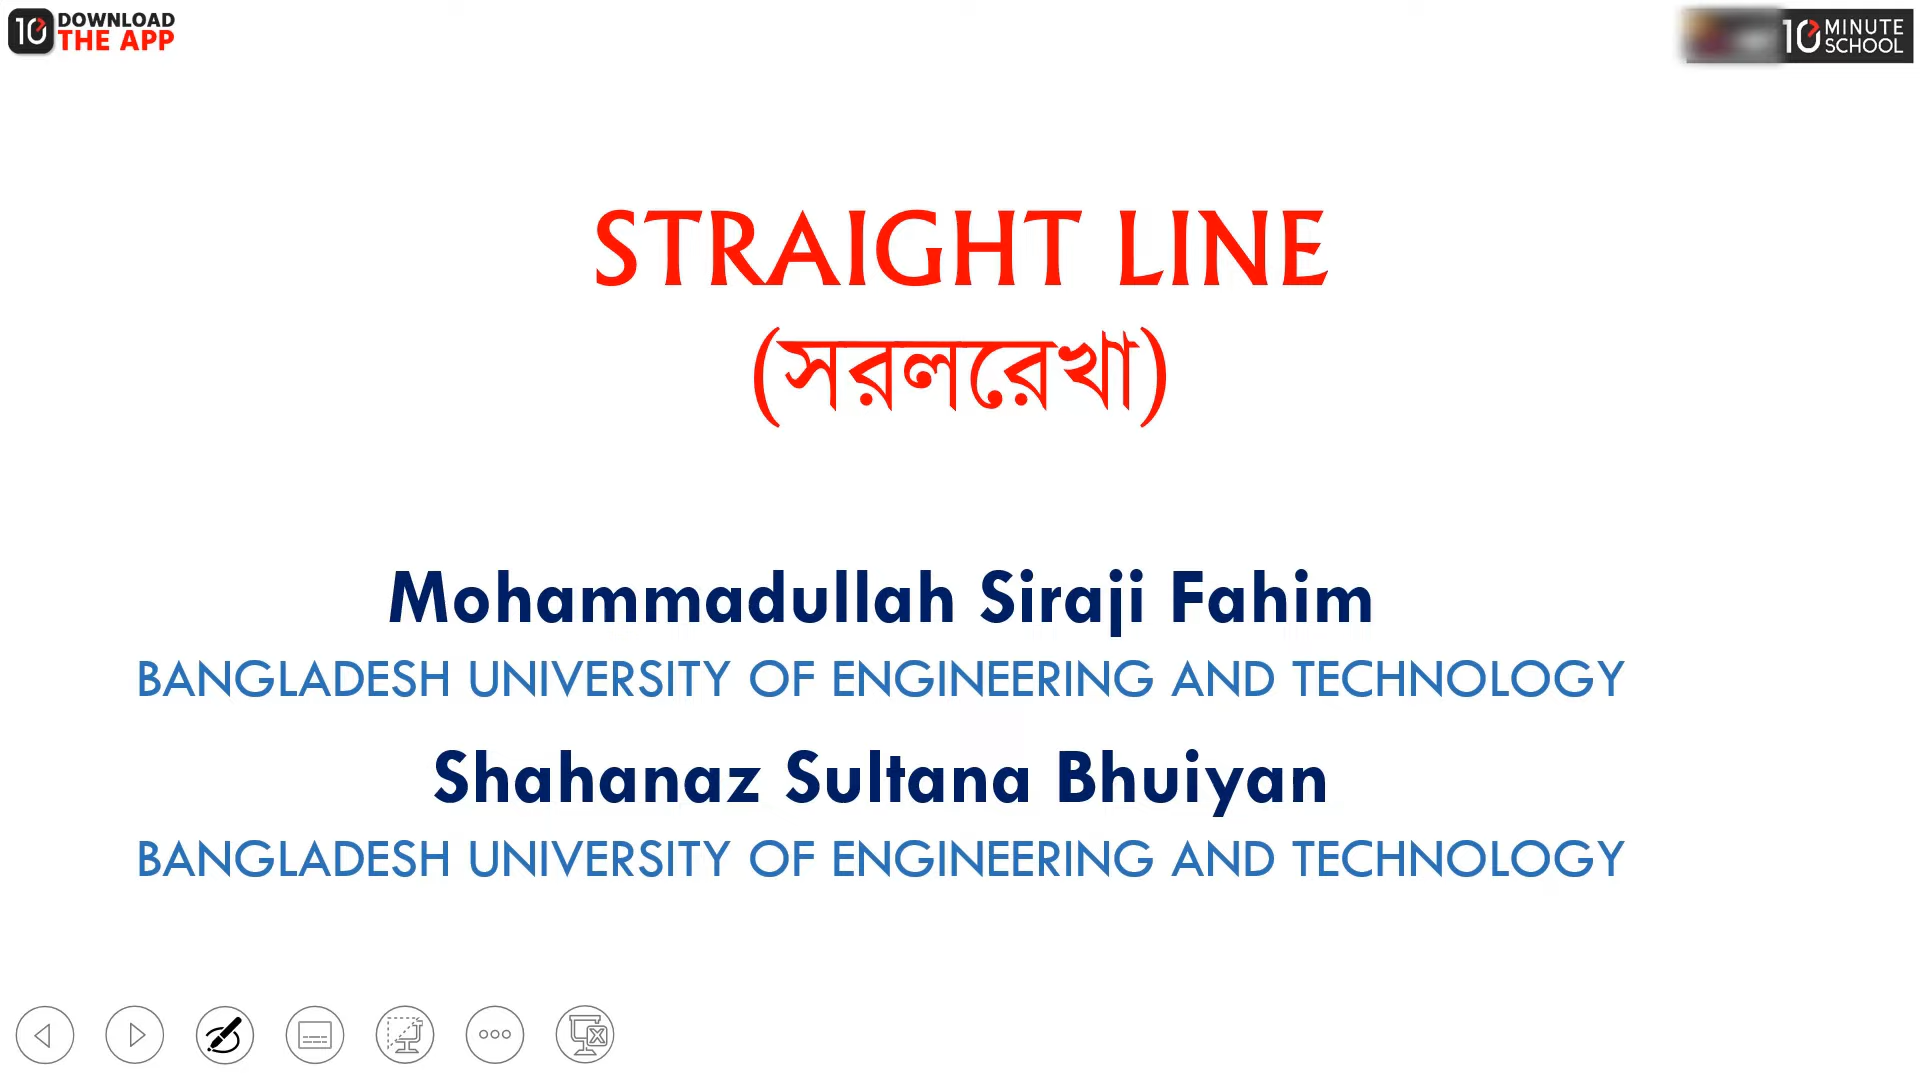 10 DOWNLOAD
THE APP
10 MINUTE
SCHOOL
STRAIGHT LINE
(সরলরেখা)
Mohammadullah Siraji Fahim
BANGLADESH UNIVERSITY OF ENGINEERING AND TECHNOLOGY
Shahanaz Sultana Bhuiyan
BANGLADESH UNIVERSITY OF ENGINEERING AND TECHNOLOGY